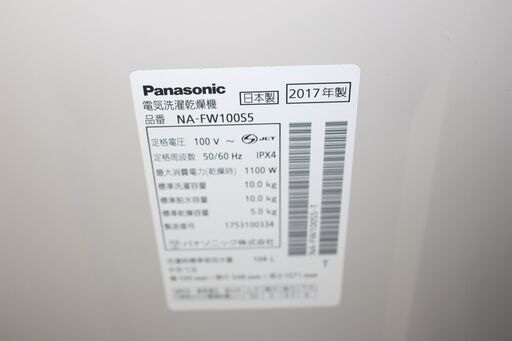 Panasonic
電気洗濯乾燥機 日本製 2017年製
品番 NA-FW100S5
定格電圧 100 V ~ JET
定格周波数 50/60 Hz IPX4
最大消費電力(乾燥時) 1100 W
標準洗濯容量 10.0 kg
標準脱水容量 10.0 kg
標準乾燥容量 5.0 kg
製造番号 1753100334
パナソニック株式会社
104 L
NA-FW100S5-T
T